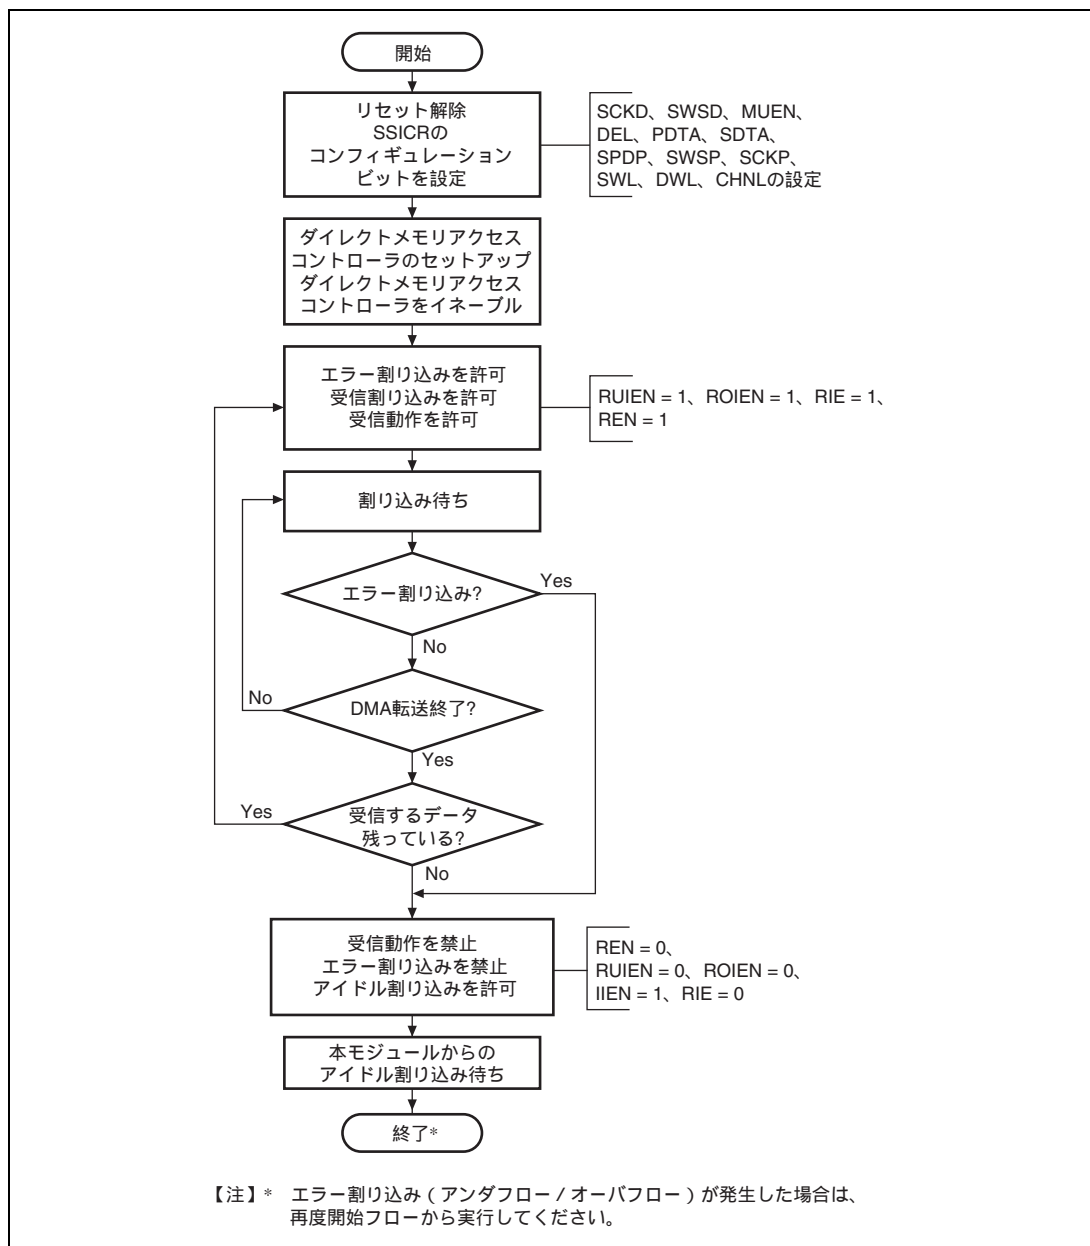 開始
リセット解除
SSICRの
コンフィギュレーション
ビットを設定
SCKD、SWSD、MUEN、
DEL、PDTA、SDTA、
SPDP、SWSP、SCKP、
SWL、DWL、CHNLの設定
ダイレクトメモリアクセス
コントローラのセットアップ
ダイレクトメモリアクセス
コントローラをイネーブル
エラー割り込みを許可
受信割り込みを許可
受信動作を許可
RUIEN = 1、ROIEN = 1、RIE = 1、
REN = 1
割り込み待ち
エラー割り込み?
Yes
No
DMA転送終了?
No
Yes
受信するデータ
残っている?
Yes
No
受信動作を禁止
エラー割り込みを禁止
アイドル割り込みを許可
REN = 0、
RUIEN = 0、ROIEN = 0、
IIEN = 1、RIE = 0
本モジュールからの
アイドル割り込み待ち
終了*
【注】* エラー割り込み（アンダフロー / オーバフロー）が発生した場合は、
再度開始フローから実行してください。